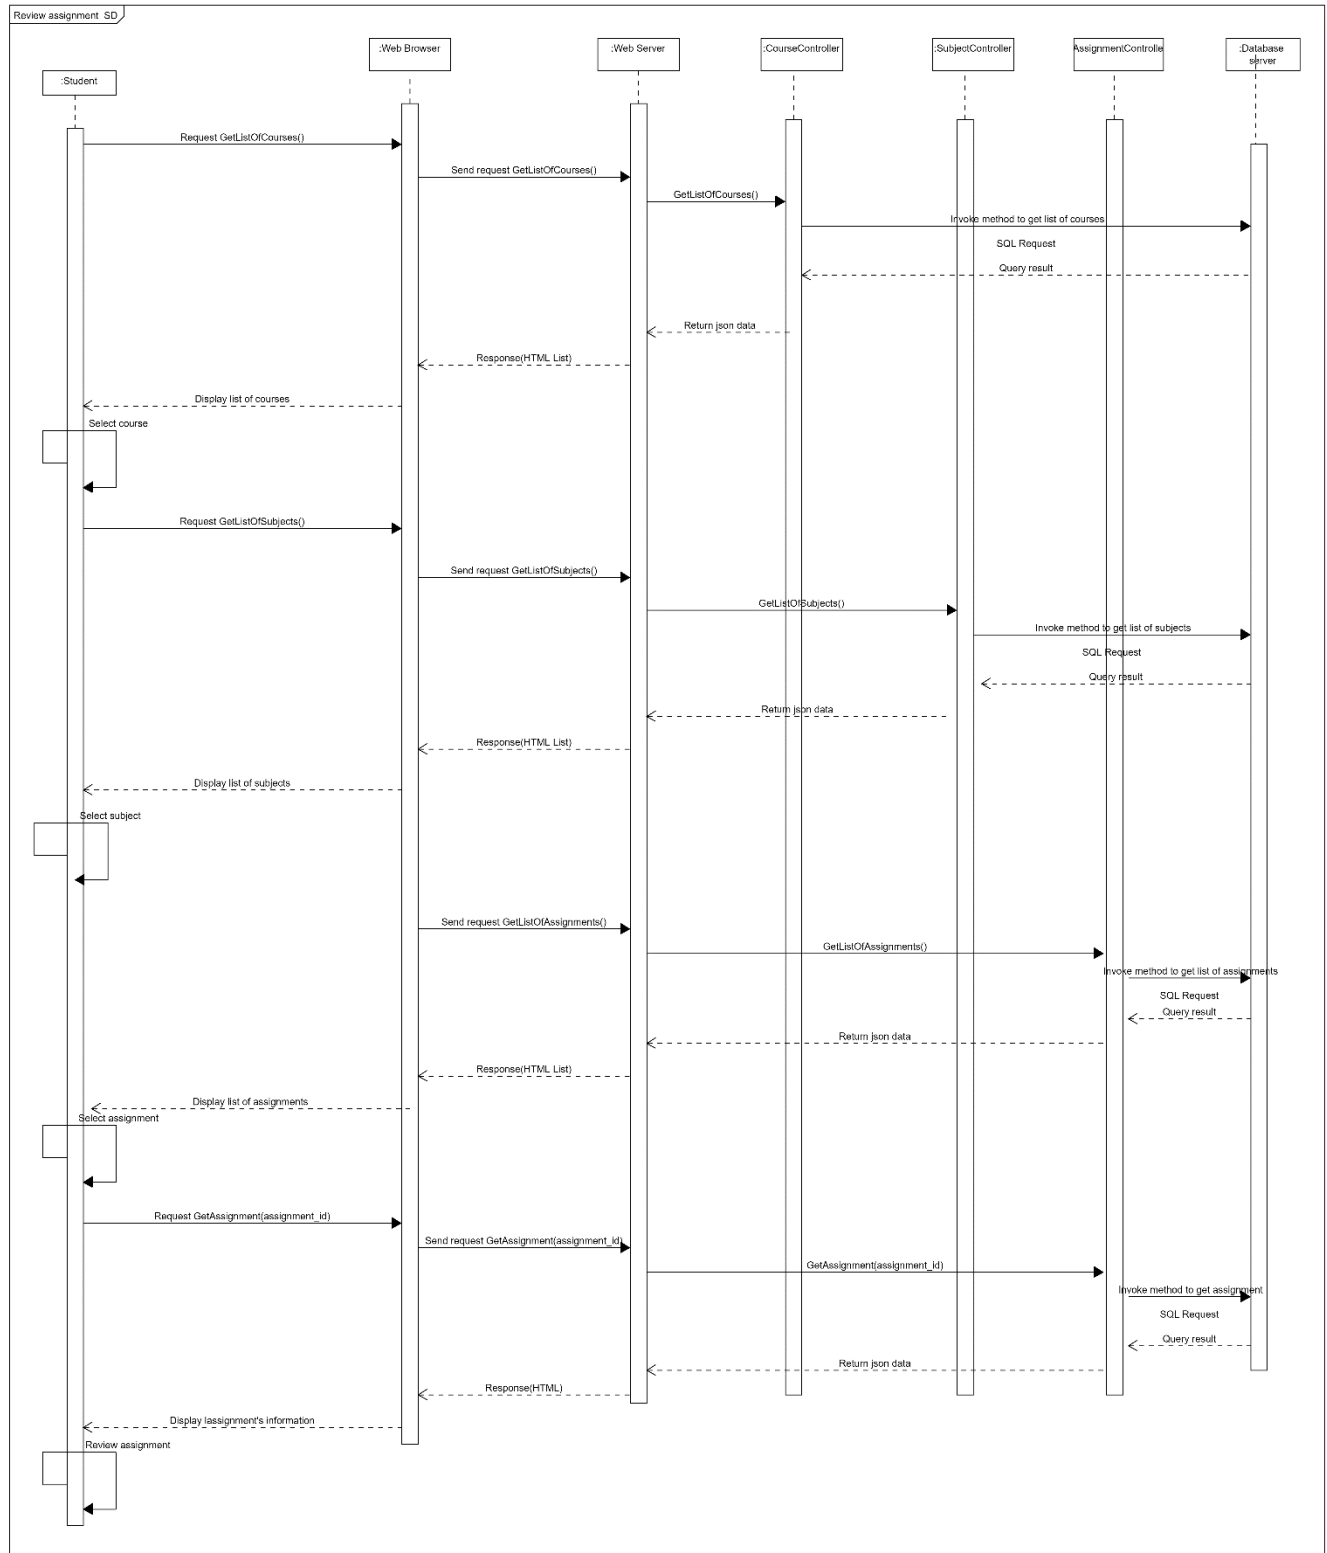 Review assignment SD
:Web Browser
:Web Server
:CourseController
:SubjectController
AssignmentControlle
:Database
server
:Student
Request GetListOfCourses()
Send request GetListOfCourses()
GetListOfCourses()
Invoke method to get list of courses
SQL Request
Query result
Return json data
Response(HTML List)
Display list of courses
Select course
Request GetListOfSubjects()
Send request GetListOfSubjects()
GetListOfSubjects()
Invoke method to get list of subjects
SQL Request
Query result
Return json data
Response(HTML List)
Display list of subjects
Select subject
Send request GetListOfAssignments()
GetListOfAssignments()
Invoke method to get list of assignments
SQL Request
Query result
Return json data
Response(HTML List)
Display list of assignments
Select assignment
Request GetAssignment(assignment_id)
Send request GetAssignment(assignment_id)
GetAssignment(assignment_id)
Invoke method to get assignment
SQL Request
Query result
Return json data
Response(HTML)
Display lassignment's information
Review assignment